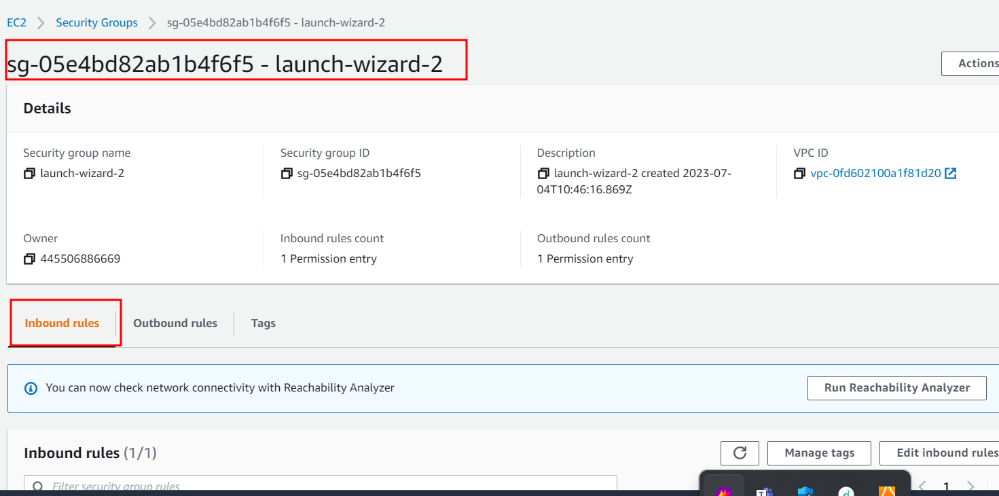 EC2 Security Groups sg-05e4bd82ab1b4f6f5 - launch-wizard-2
sg-05e4bd82ab1b4f6f5 - launch-wizard-2
Actions
Details
Security group name
launch-wizard-2
Security group ID
sg-05e4bd82ab1b4f6f5
Description
launch-wizard-2 created 2023-07-
04T10:46:16.869Z
VPC ID
vpc-0fd602100a1f81d20
Owner
445506886669
Inbound rules count
1 Permission entry
Outbound rules count
1 Permission entry
Inbound rules Outbound rules Tags
You can now check network connectivity with Reachability Analyzer
Run Reachability Analyzer
Inbound rules (1/1)
Manage tags
Edit inbound rules
Filter security group rules
1